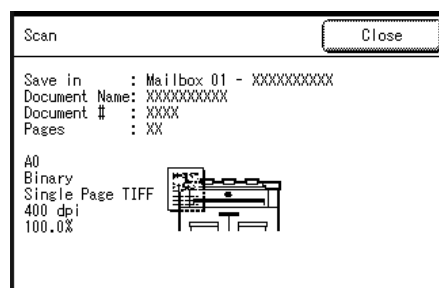 Scan
Close
Save in : Mailbox 01 - XXXXXXXXXX
Document Name: XXXXXXXXXX
Document # : XXXX
Pages : XX
A0
Binary
Single Page TIFF
400 dpi
100.0%